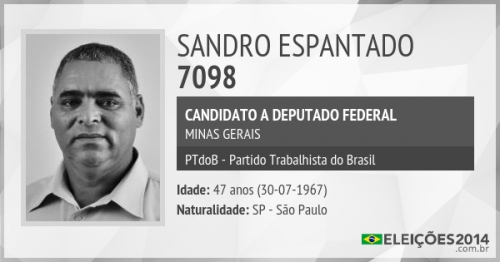 SANDRO ESPANTADO
7098
CANDIDATO A DEPUTADO FEDERAL
MINAS GERAIS
PTdoB - Partido Trabalhista do Brasil
Idade: 47 anos (30-07-1967)
Naturalidade: SP - São Paulo
ELEIÇÕES2014
.com.br